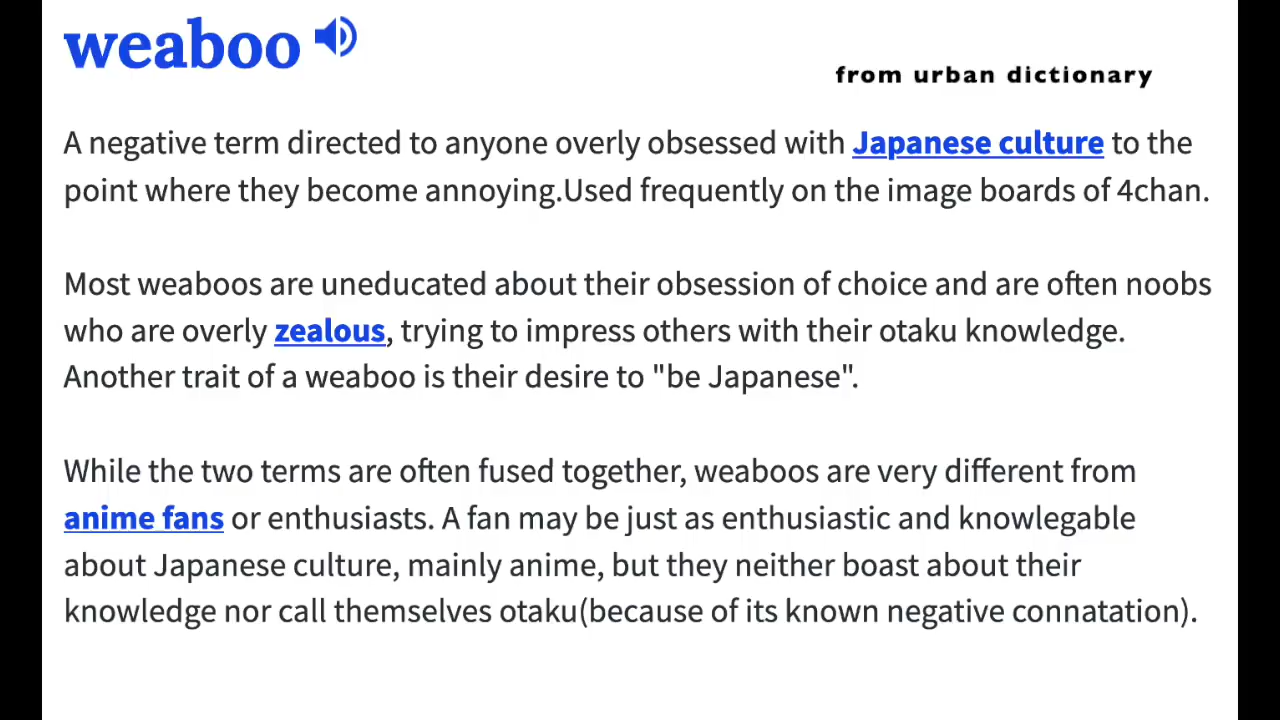 weaboo
from urban dictionary
A negative term directed to anyone overly obsessed with Japanese culture to the
point where they become annoying.Used frequently on the image boards of 4chan.
Most weaboos are uneducated about their obsession of choice and are often noobs
who are overly zealous, trying to impress others with their otaku knowledge.
Another trait of a weaboo is their desire to "be Japanese".
While the two terms are often fused together, weaboos are very different from
anime fans or enthusiasts. A fan may be just as enthusiastic and knowlegable
about Japanese culture, mainly anime, but they neither boast about their
knowledge nor call themselves otaku(because of its known negative connatation).